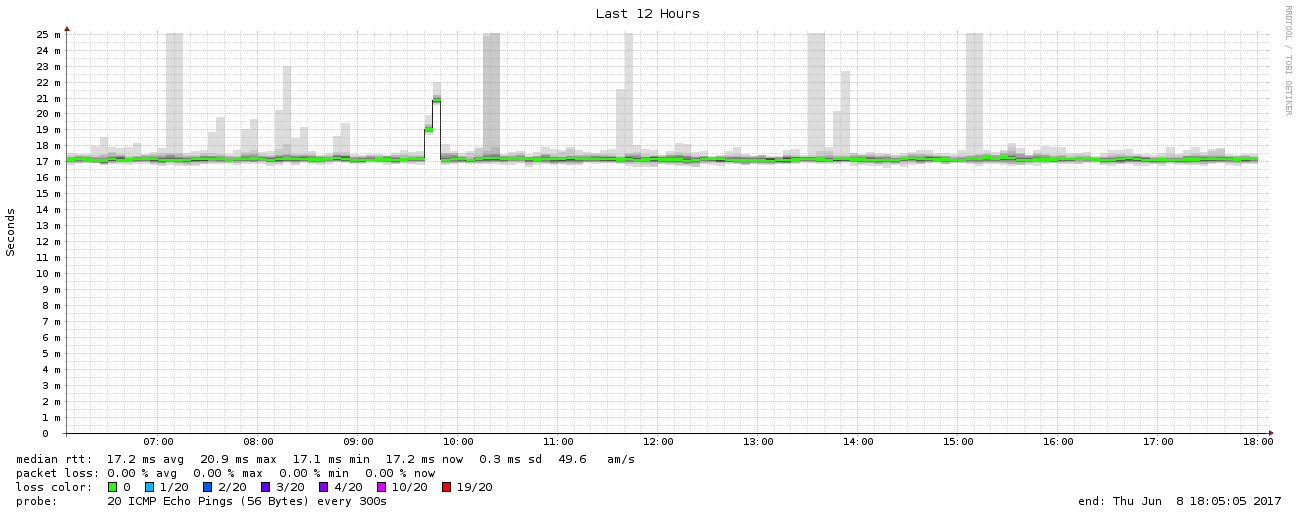 Last 12 Hours
RRDTOOL / TOBI OETIKER
Seconds
25 m
24 m
23 m
22 m
21 m
20 m
19 m
18 m
17 m
16 m
15 m
14 m
13 m
12 m
11 m
10 m
9 m
8 m
7 m
6 m
5 m
4 m
3 m
2 m
1 m
0
07:00 08:00 09:00 10:00 11:00 12:00 13:00 14:00 15:00 16:00 17:00 18:00
median rtt: 17.2 ms avg 20.9 ms max 17.1 ms min 17.2 ms now 0.3 ms sd 49.6 am/s
packet loss: 0.00 % avg 0.00 % max 0.00 % min 0.00 % now
loss color: 0 1/20 2/20 3/20 4/20 10/20 19/20
probe: 20 ICMP Echo Pings (56 Bytes) every 300s end: Thu Jun 8 18:05:05 2017